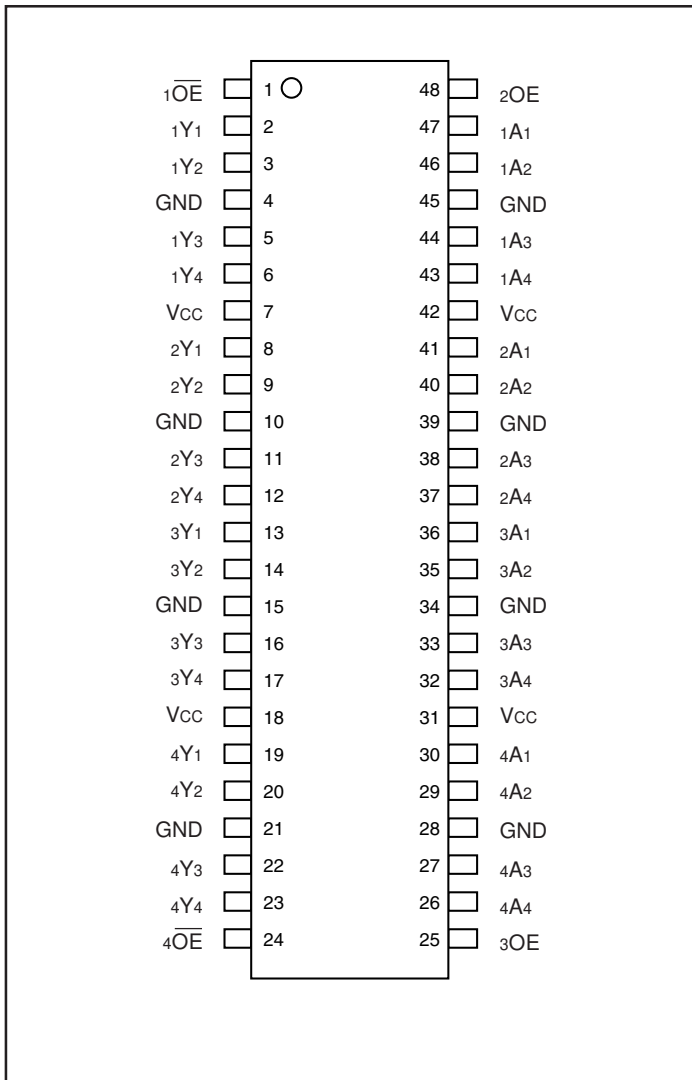 1O̅E̅ 1 48 2OE
1Y1 2 47 1A1
1Y2 3 46 1A2
GND 4 45 GND
1Y3 5 44 1A3
1Y4 6 43 1A4
VCC 7 42 VCC
2Y1 8 41 2A1
2Y2 9 40 2A2
GND 10 39 GND
2Y3 11 38 2A3
2Y4 12 37 2A4
3Y1 13 36 3A1
3Y2 14 35 3A2
GND 15 34 GND
3Y3 16 33 3A3
3Y4 17 32 3A4
VCC 18 31 VCC
4Y1 19 30 4A1
4Y2 20 29 4A2
GND 21 28 GND
4Y3 22 27 4A3
4Y4 23 26 4A4
4O̅E̅ 24 25 3OE